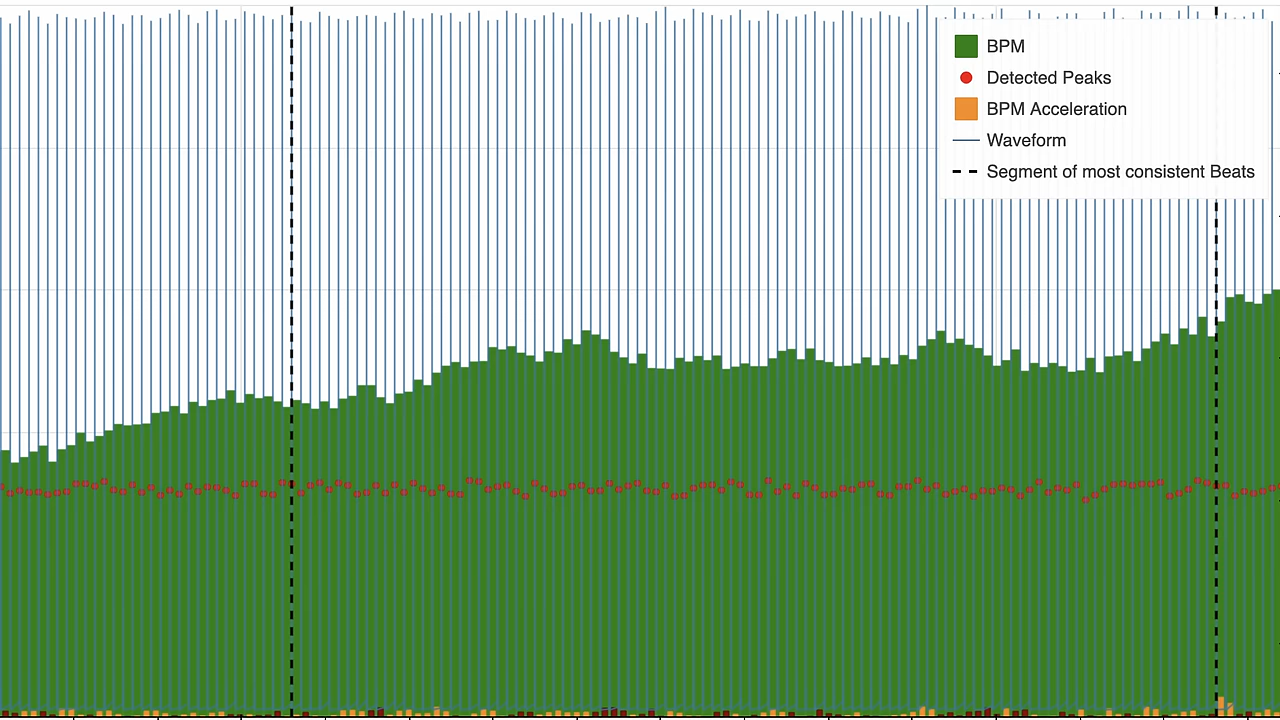 BPM
Detected Peaks
BPM Acceleration
Waveform
Segment of most consistent Beats